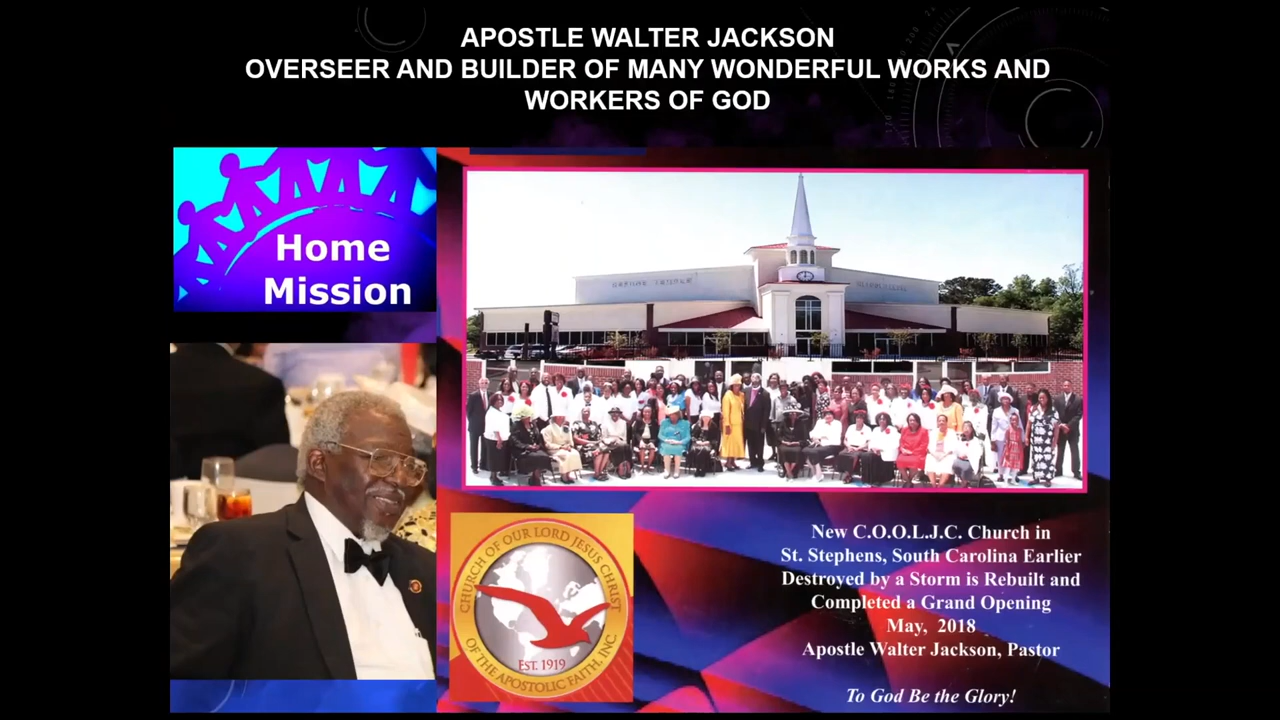 APOSTLE WALTER JACKSON
OVERSEER AND BUILDER OF MANY WONDERFUL WORKS AND
WORKERS OF GOD
Home
Mission
CHURCH OF OUR LORD JESUS CHRIST
OF THE APOSTOLIC FAITH, INC.
EST. 1919
New C.O.O.L.J.C. Church in
St. Stephens, South Carolina Earlier
Destroyed by a Storm is Rebuilt and
Completed a Grand Opening
May, 2018
Apostle Walter Jackson, Pastor
To God Be the Glory!